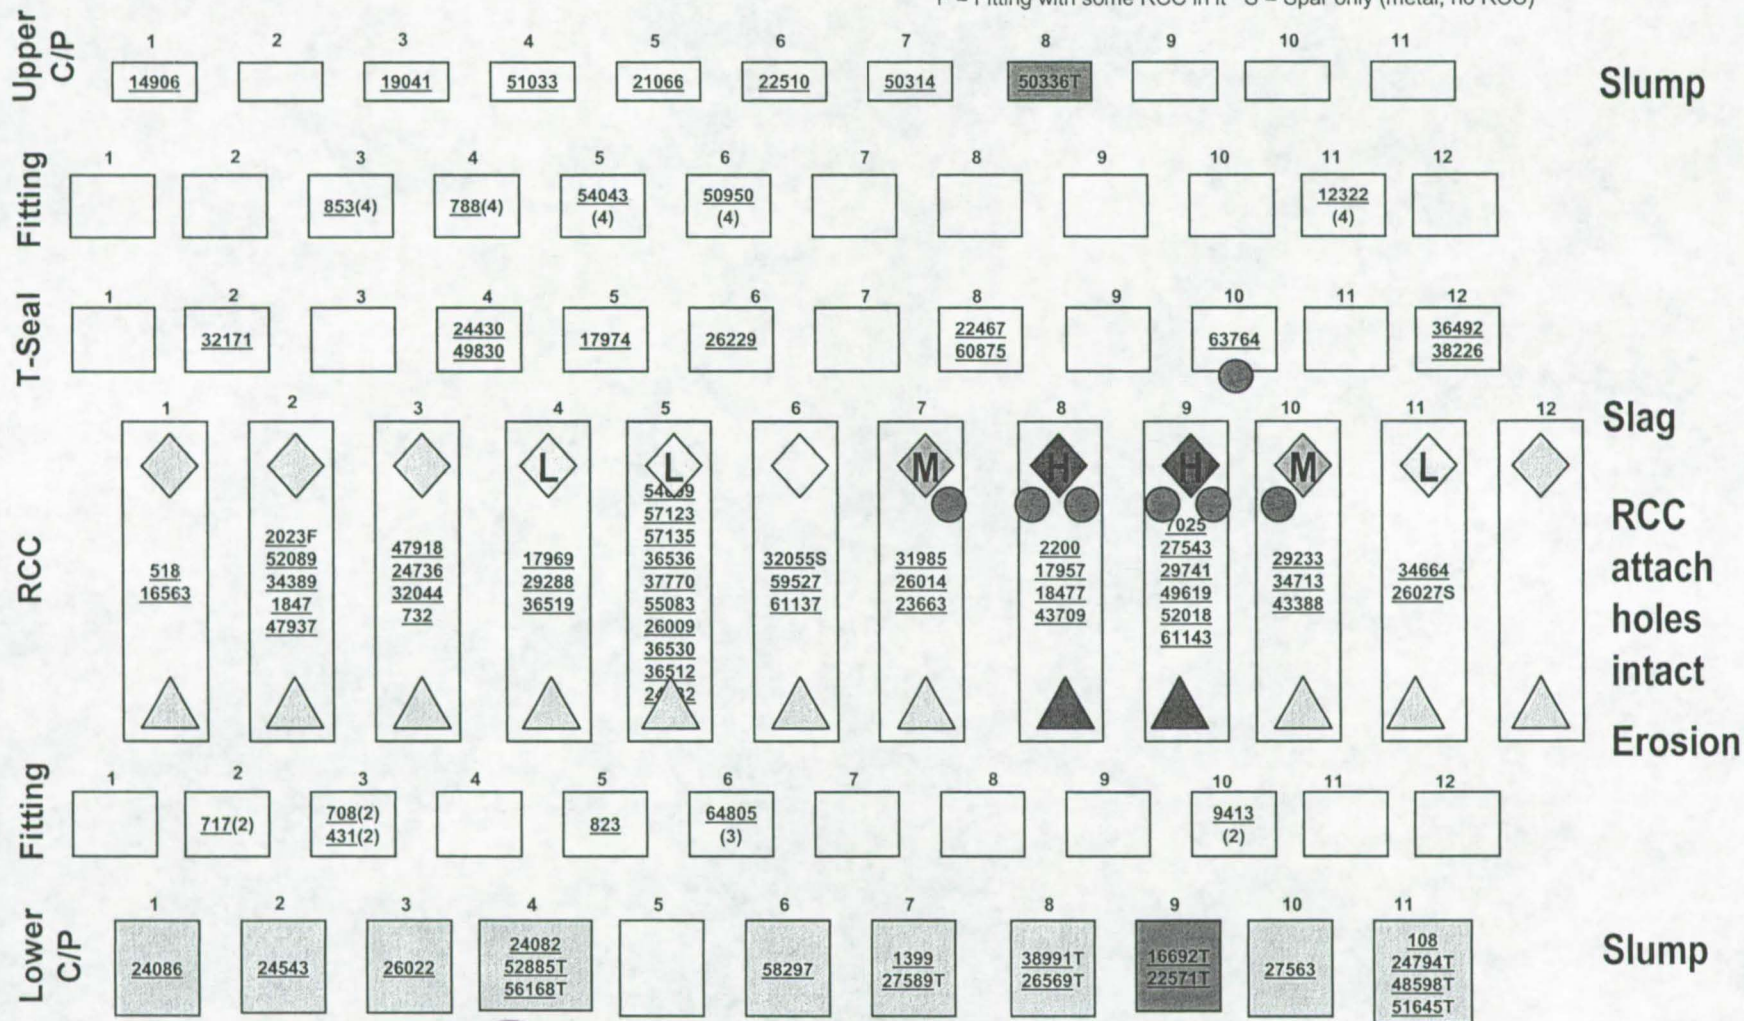 F = Fitting with some RCC in it S = Spar only (metal, no RCC)
Upper C/P
1 2 3 4 5 6 7 8 9 10 11
14906 19041 51033 21066 22510 50314 50336T
Slump
Fitting
1 2 3 4 5 6 7 8 9 10 11 12
853(4) 788(4) 54043 50950 12322
(4) (4) (4)
T-Seal
1 2 3 4 5 6 7 8 9 10 11 12
32171 24430 17974 26229 22467 63764 36492
49830 60875 38226
RCC
1 2 3 4 5 6 7 8 9 10 11 12
Slag
L L M H H M L
518
16563
2023F
52089
34389
1847
47937
47918
24736
32044
732
17969
29288
36519
57123
57135
36536
37770
55083
26009
36530
36512
32055S
59527
61137
31985
26014
23663
2200
17957
18477
43709
7025
27543
29741
49619
52018
61143
29233
34713
43388
34664
26027S
RCC
attach
holes
intact
Erosion
Fitting
1 2 3 4 5 6 7 8 9 10 11 12
717(2) 708(2) 823 64805 9413
431(2) (3) (2)
Lower C/P
1 2 3 4 5 6 7 8 9 10 11
24086
24543
26022
24082
52885T
56168T
58297
1399
27589T
38991T
26569T
16692T
22571T
27563
108
24794T
48598T
51645T
Slump